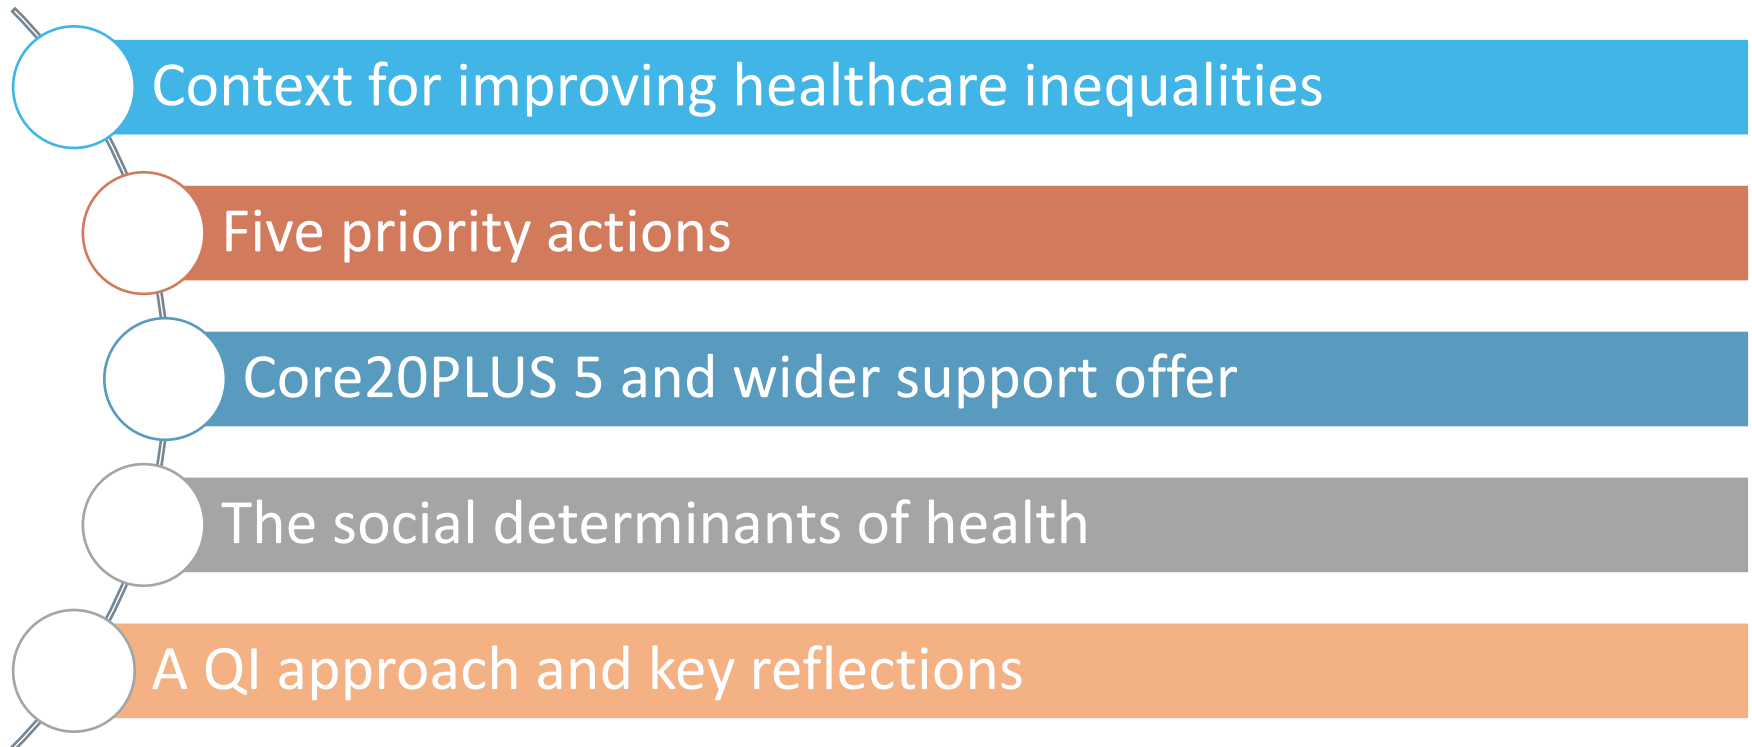 Context for improving healthcare inequalities
Five priority actions
Core20PLUS 5 and wider support offer
The social determinants of health
A QI approach and key reflections